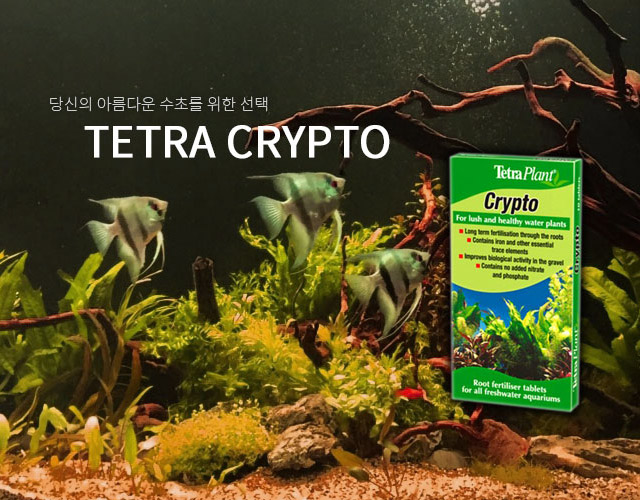 당신의 아름다운 수초를 위한 선택
TETRA CRYPTO
TetraPlant
Crypto
For lush and healthy water plants
Long term fertilisation through the roots
Contains iron and other essential
trace elements
Improves biological activity in the gravel
Contains no added nitrate
and phosphate
Root fertiliser tablets
for all freshwater aquariums
Crypto
TetraPlant